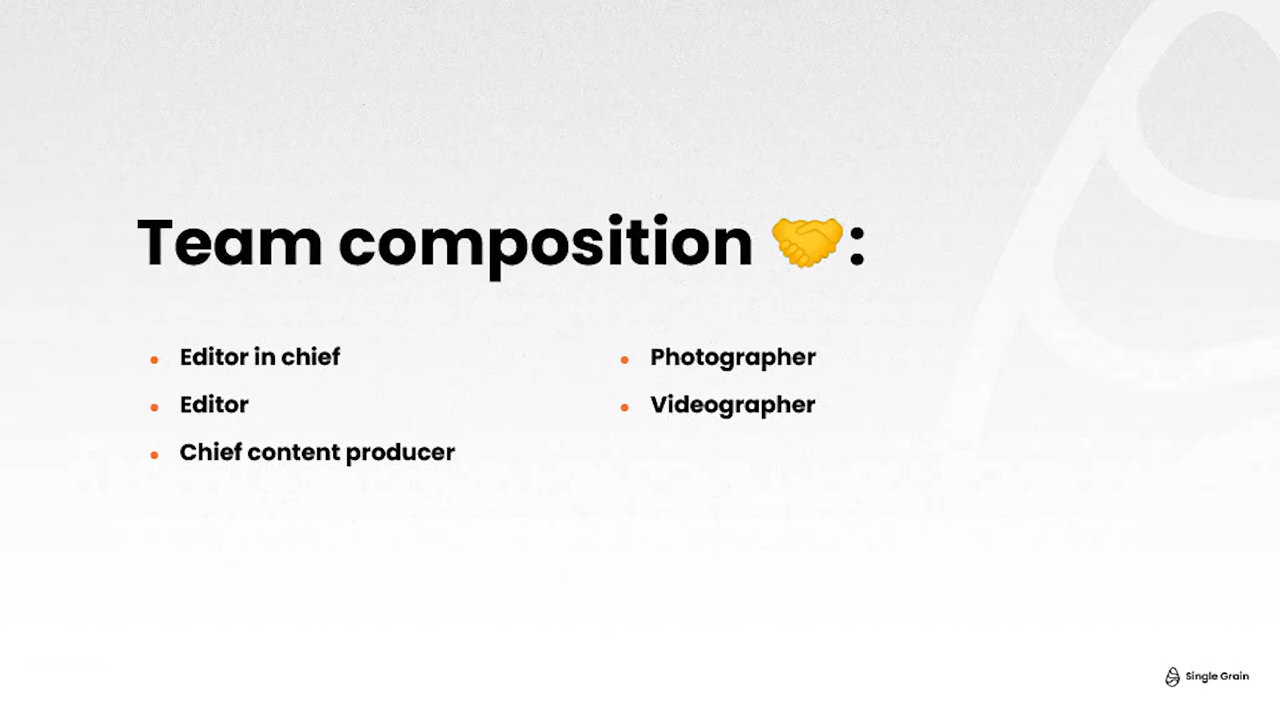 Team composition 🤝:
Editor in chief
Editor
Chief content producer
Photographer
Videographer
Single Grain